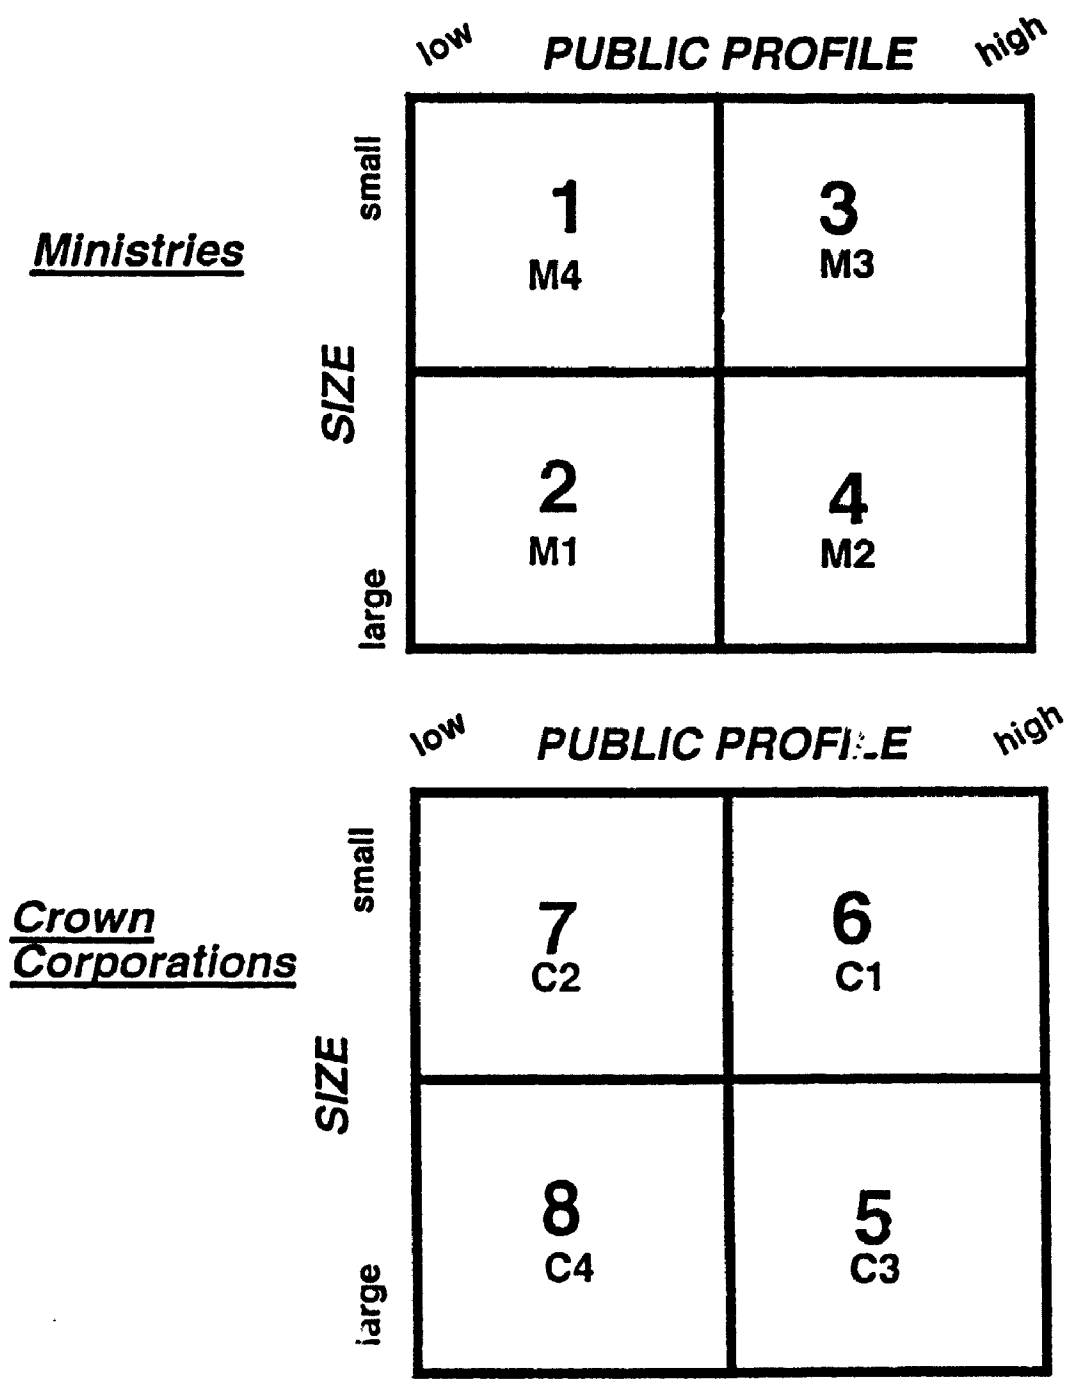 low PUBLIC PROFILE high
small
1 3
M4 M3
Ministries
SIZE
2 4
M1 M2
large
low PUBLIC PROFILE high
small
7 6
C2 C1
Crown
Corporations
SIZE
8 5
C4 C3
large